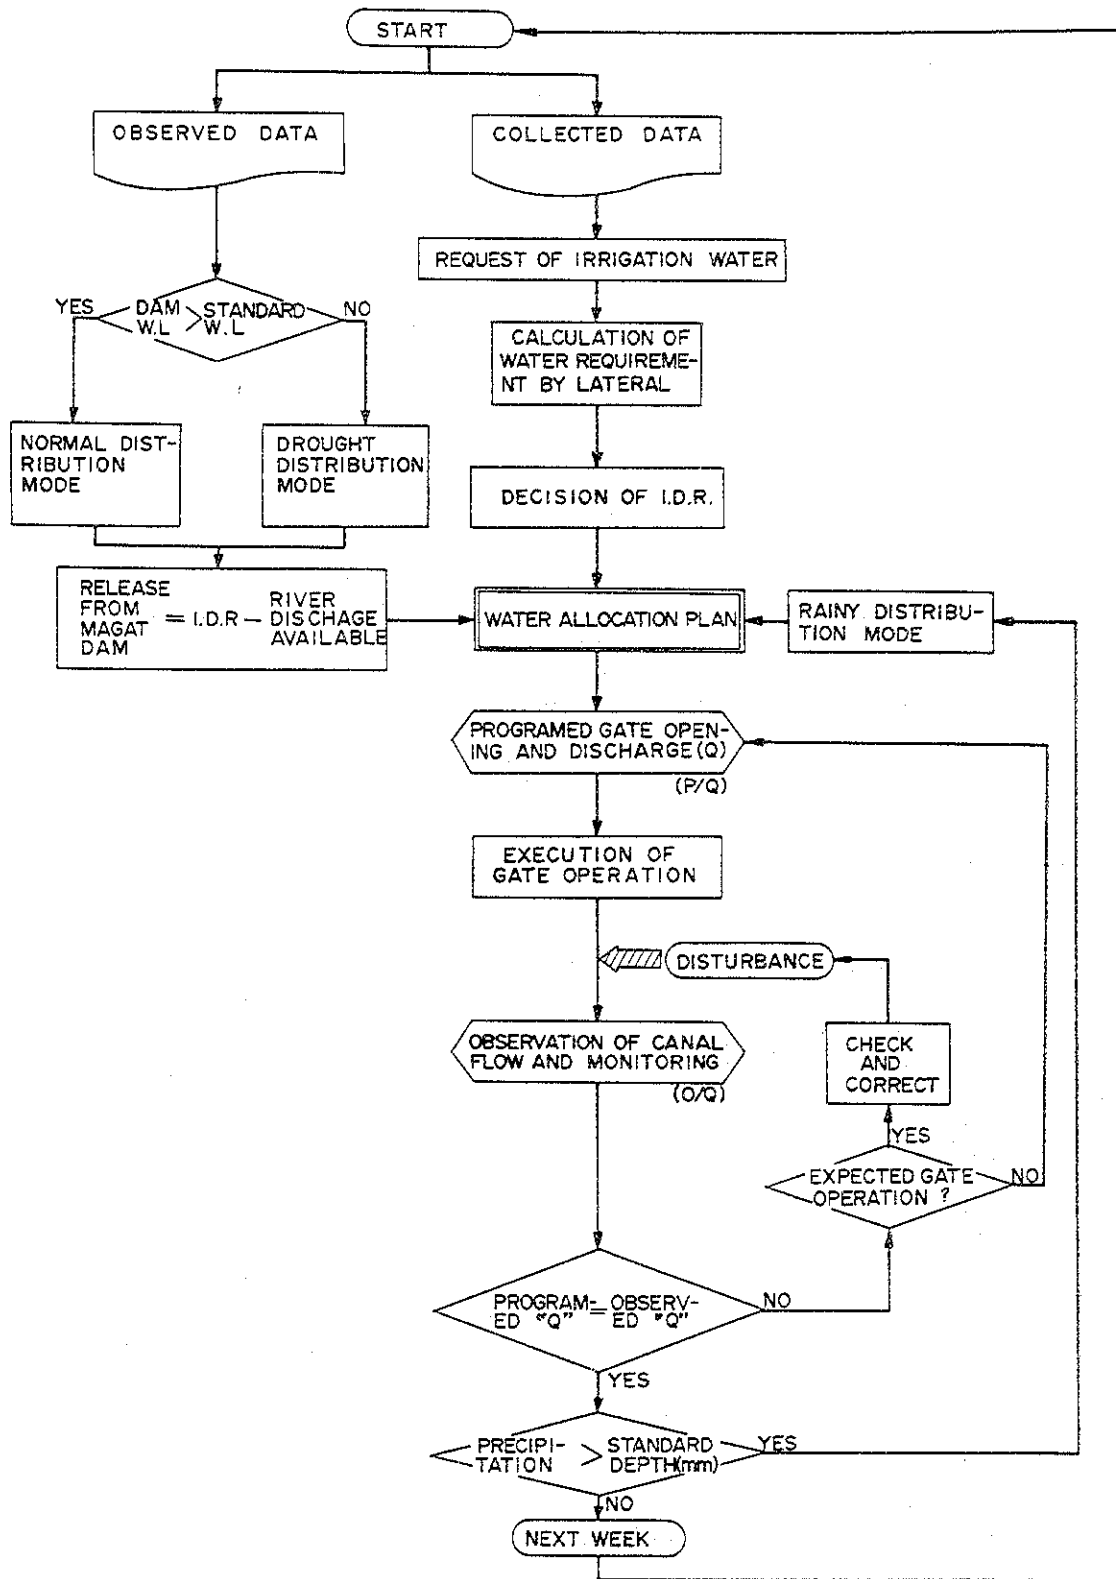 START
OBSERVED DATA
COLLECTED DATA
REQUEST OF IRRIGATION WATER
YES
DAM > STANDARD
W.L W.L
NO
CALCULATION OF
WATER REQUIREME-
NT BY LATERAL
NORMAL DIST-
RIBUTION
MODE
DROUGHT
DISTRIBUTION
MODE
DECISION OF I.D.R.
RELEASE
FROM
MAGAT
DAM
= I.D.R —
RIVER
DISCHAGE
AVAILABLE
WATER ALLOCATION PLAN
RAINY DISTRIBU-
TION MODE
PROGRAMED GATE OPEN-
ING AND DISCHARGE(Q)
(P/Q)
EXECUTION OF
GATE OPERATION
DISTURBANCE
OBSERVATION OF CANAL
FLOW AND MONITORING
(O/Q)
CHECK
AND
CORRECT
YES
EXPECTED GATE
OPERATION ?
NO
PROGRAM- = OBSERV-
ED "Q" ED "Q"
NO
YES
PRECIPI- > STANDARD
TATION DEPTH(mm)
YES
NO
NEXT WEEK